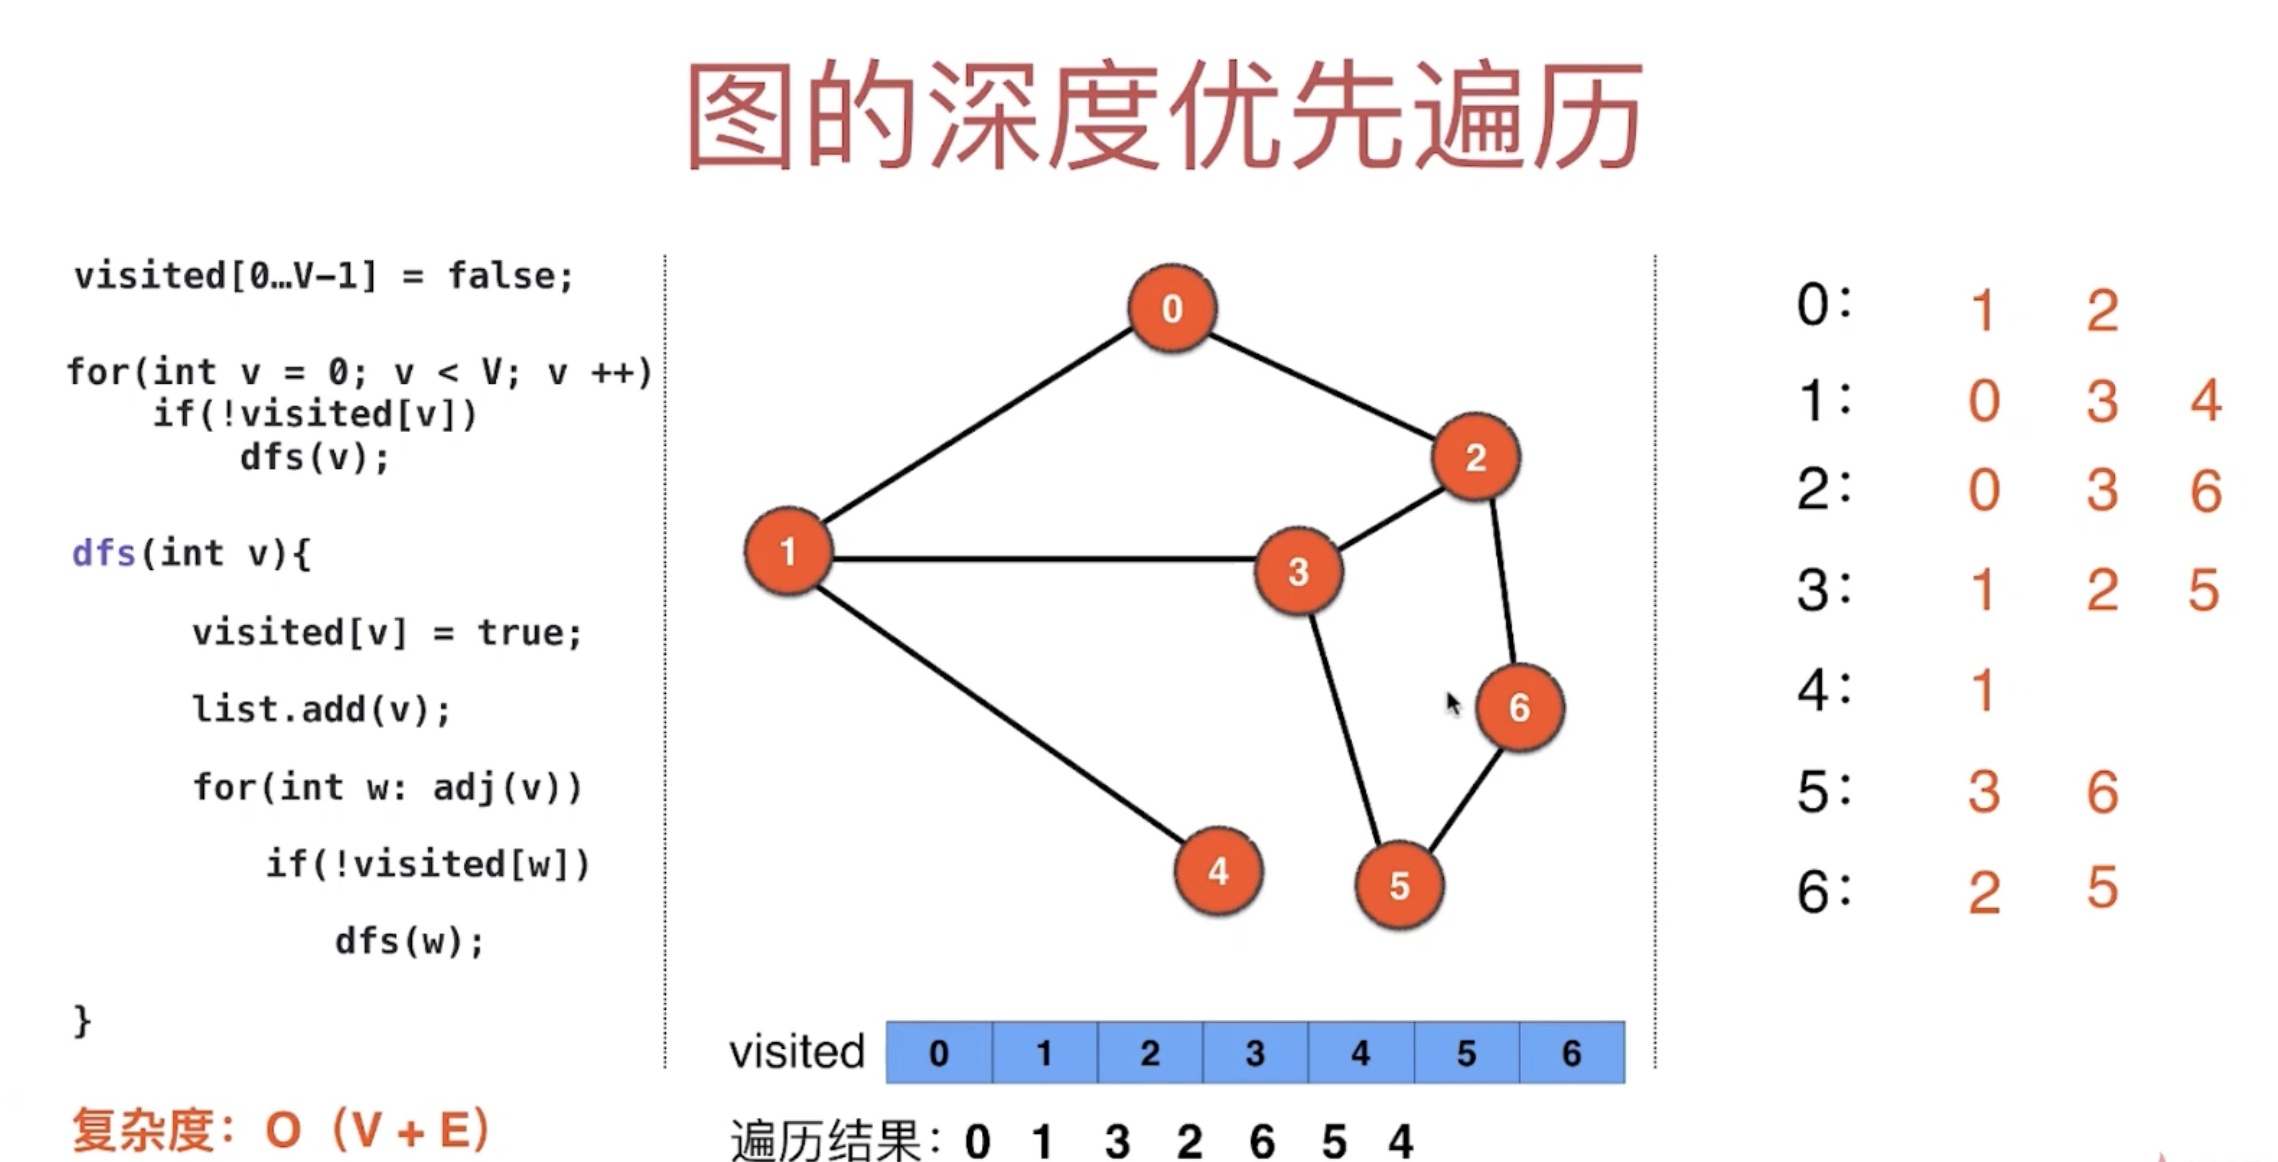 图的深度优先遍历
visited[0…V-1] = false;
for(int v = 0; v < V; v ++)
if(!visited[v])
dfs(v);
dfs(int v){
visited[v] = true;
list.add(v);
for(int w: adj(v))
if(!visited[w])
dfs(w);
}
复杂度：O（V + E）
0
2
1
3
6
4
5
visited 0 1 2 3 4 5 6
遍历结果：0 1 3 2 6 5 4
0: 1 2
1: 0 3 4
2: 0 3 6
3: 1 2 5
4: 1
5: 3 6
6: 2 5